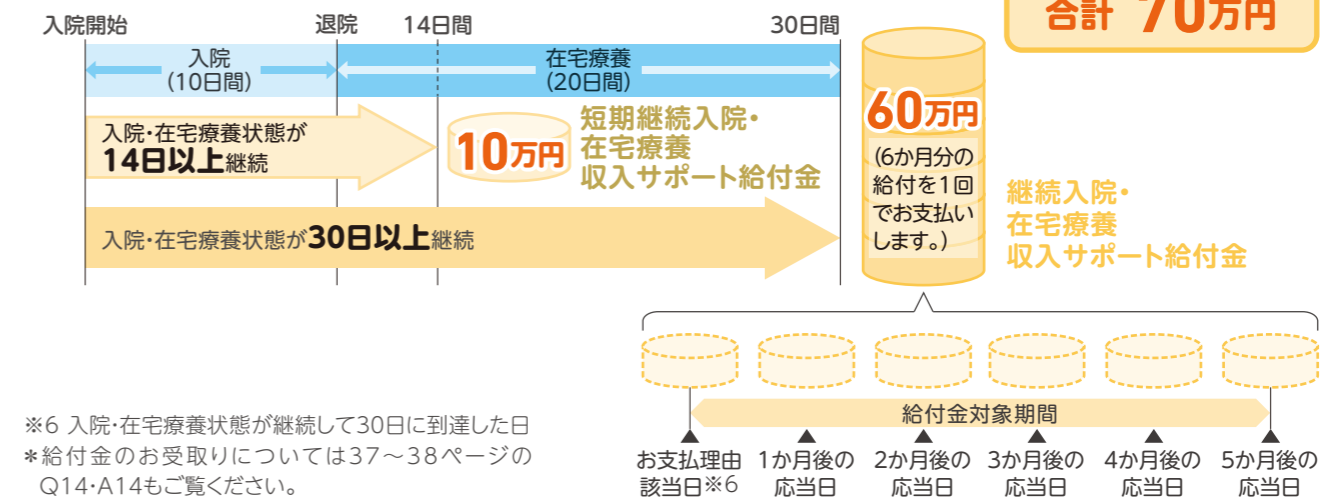 合計 70万円
入院開始
退院
14日間
30日間
入院
(10日間)
在宅療養
(20日間)
入院・在宅療養状態が
14日以上継続
10万円
短期継続入院・
在宅療養
収入サポート給付金
入院・在宅療養状態が30日以上継続
60万円
(6か月分の
給付を1回
でお支払い
します。)
継続入院・
在宅療養
収入サポート給付金
給付金対象期間
お支払理由
該当日※6
1か月後の
応当日
2か月後の
応当日
3か月後の
応当日
4か月後の
応当日
5か月後の
応当日
※6 入院・在宅療養状態が継続して30日に到達した日
＊給付金のお受取りについては37〜38ページの
Q14・A14もご覧ください。